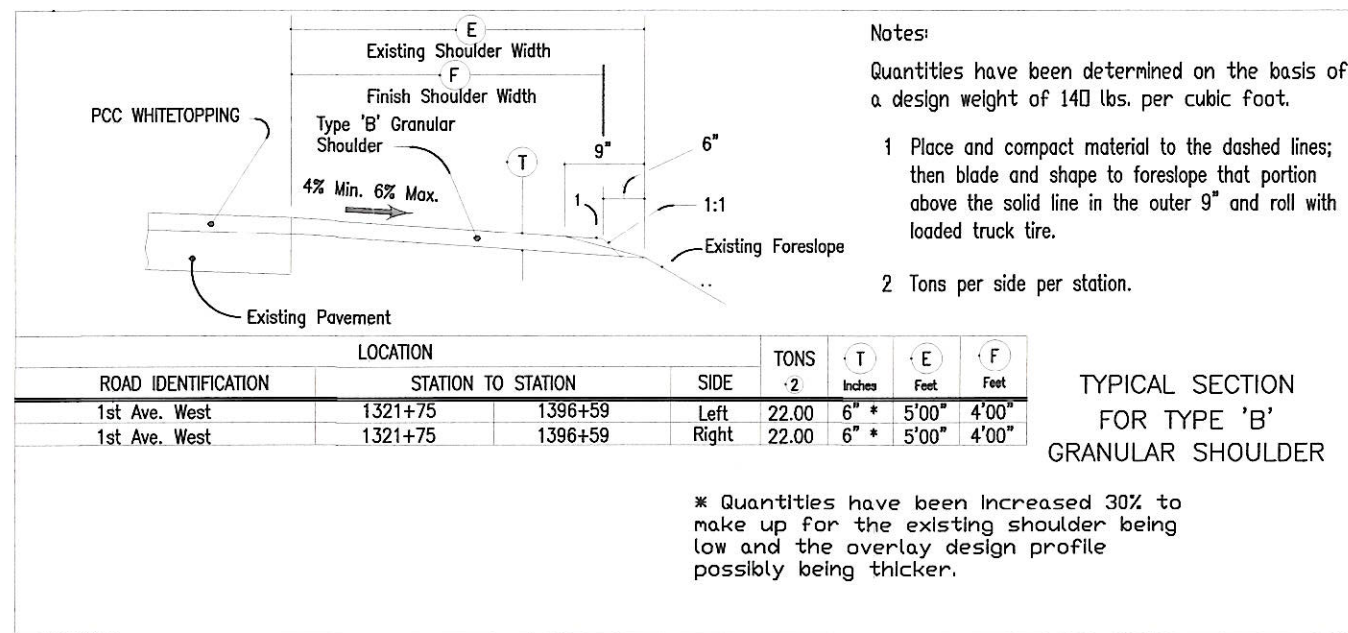 E
Existing Shoulder Width
F
Finish Shoulder Width
PCC WHITETOPPING
Type 'B' Granular
Shoulder
T
9"
6"
4% Min. 6% Max.
1
1:1
Existing Foreslope
Existing Pavement
Notes:
Quantities have been determined on the basis of
a design weight of 140 lbs. per cubic foot.
1 Place and compact material to the dashed lines;
then blade and shape to foreslope that portion
above the solid line in the outer 9" and roll with
loaded truck tire.
2 Tons per side per station.
LOCATION TONS T E F
ROAD IDENTIFICATION STATION TO STATION SIDE 2 Inches Feet Feet
1st Ave. West 1321+75 1396+59 Left 22.00 6" * 5'00" 4'00"
1st Ave. West 1321+75 1396+59 Right 22.00 6" * 5'00" 4'00"
TYPICAL SECTION
FOR TYPE 'B'
GRANULAR SHOULDER
* Quantities have been increased 30% to
make up for the existing shoulder being
low and the overlay design profile
possibly being thicker.